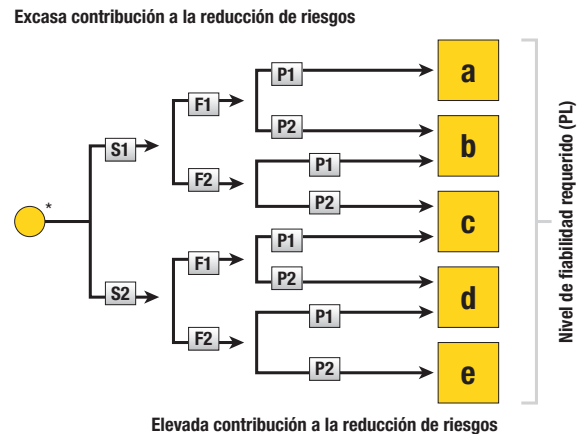 Excasa contribución a la reducción de riesgos
P1
a
F1
P2
b
S1
P1
F2
P2
c
*
P1
F1
P2
d
S2
P1
F2
P2
e
Nivel de fiabilidad requerido (PL)
Elevada contribución a la reducción de riesgos